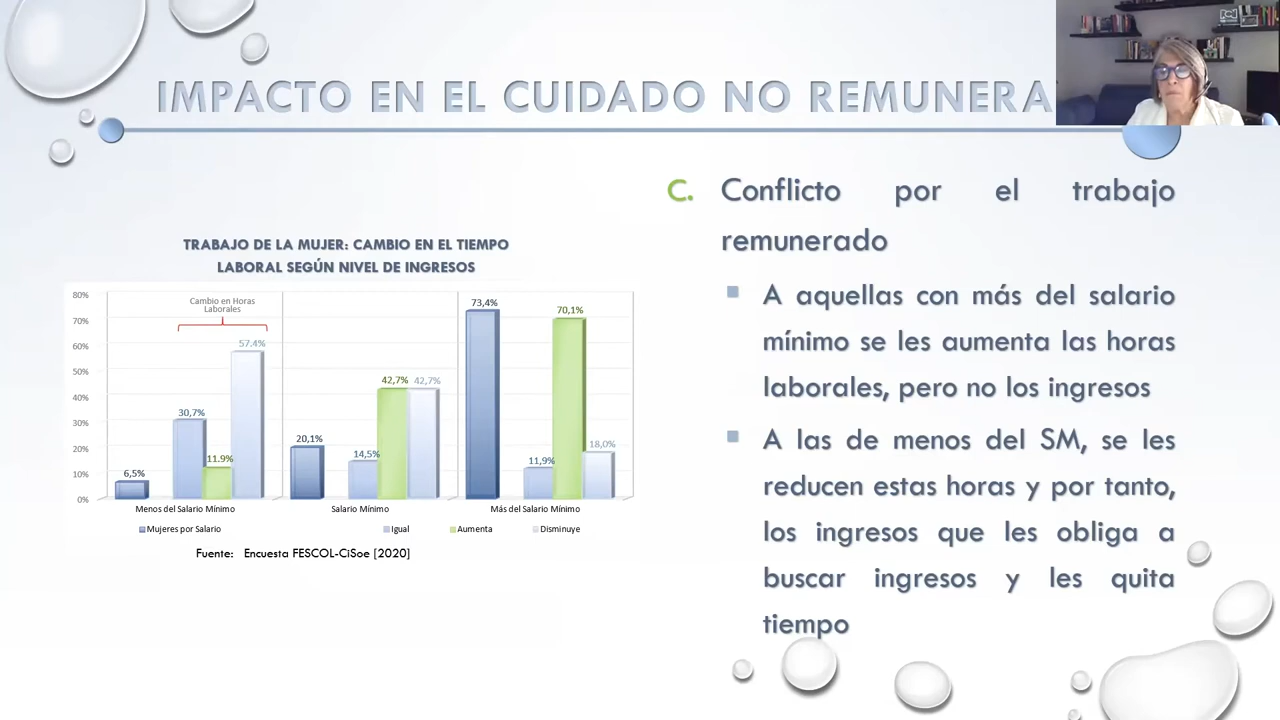 IMPACTO EN EL CUIDADO NO REMUNERA
TRABAJO DE LA MUJER: CAMBIO EN EL TIEMPO
LABORAL SEGÚN NIVEL DE INGRESOS
80%
70%
60%
50%
40%
30%
20%
10%
0%
Cambio en Horas
Laborales
6,5%
30,7%
11.9%
57.4%
20,1%
14,5%
42,7%
42,7%
73,4%
11,9%
70,1%
18,0%
Menos del Salario Mínimo
Salario Mínimo
Más del Salario Mínimo
Mujeres por Salario
Igual
Aumenta
Disminuye
Fuente: Encuesta FESCOL-CiSoe [2020]
C. Conflicto por el trabajo
remunerado
A aquellas con más del salario
mínimo se les aumenta las horas
laborales, pero no los ingresos
A las de menos del SM, se les
reducen estas horas y por tanto,
los ingresos que les obliga a
buscar ingresos y les quita
tiempo